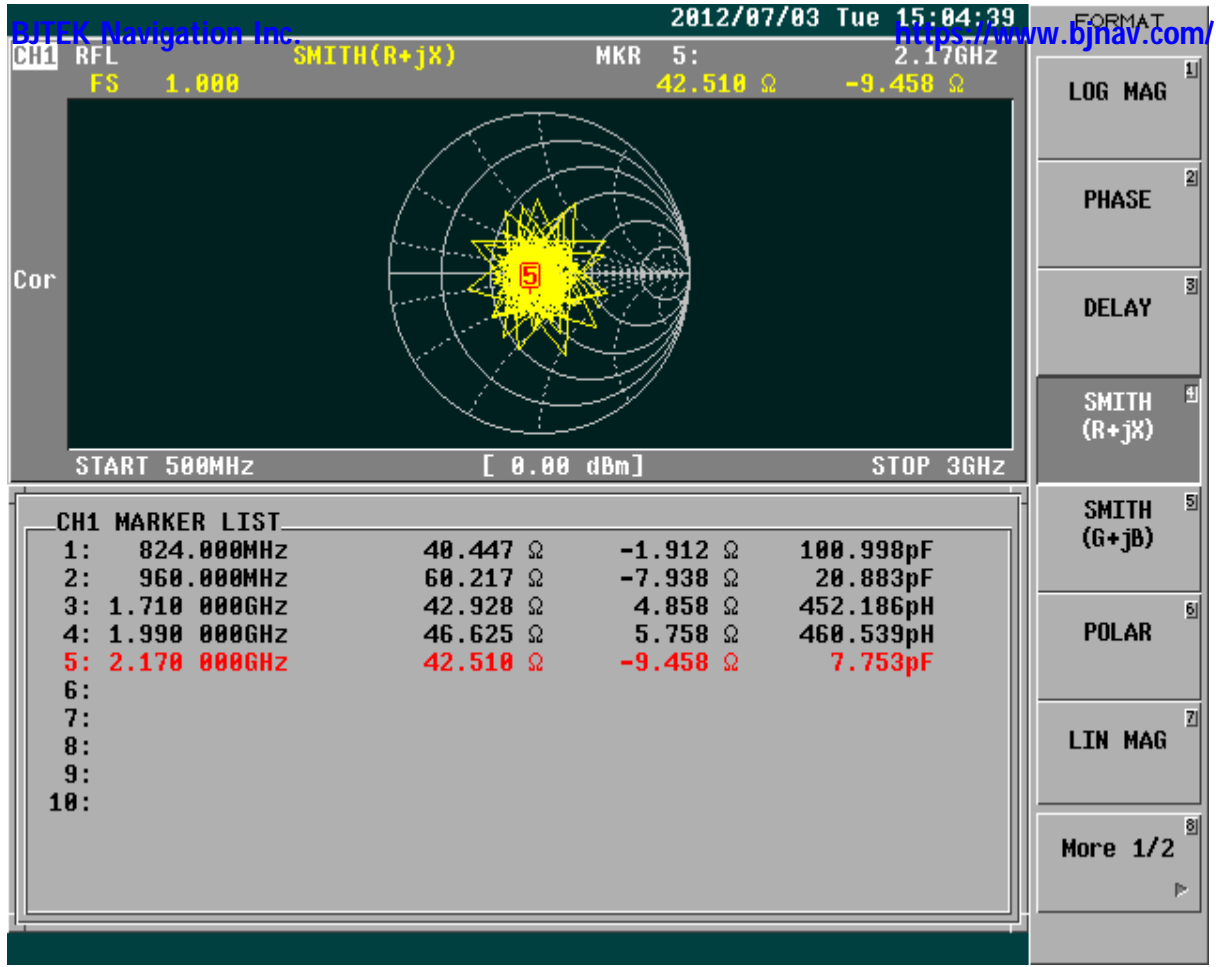 2012/07/03 Tue 15:04:39
BJTEK Navigation Inc.
https://www.bjnav.com/
CH1 RFL SMITH(R+jX) MKR 5: 2.17GHz
FS 1.000 42.510 Ω -9.458 Ω
Cor
5
START 500MHz [ 0.00 dBm] STOP 3GHz
CH1 MARKER LIST
1: 824.000MHz 40.447 Ω -1.912 Ω 100.998pF
2: 960.000MHz 60.217 Ω -7.938 Ω 20.883pF
3: 1.710 000GHz 42.928 Ω 4.858 Ω 452.186pH
4: 1.990 000GHz 46.625 Ω 5.758 Ω 460.539pH
5: 2.170 000GHz 42.510 Ω -9.458 Ω 7.753pF
6:
7:
8:
9:
10:
FORMAT
1
LOG MAG
2
PHASE
3
DELAY
4
SMITH
(R+jX)
5
SMITH
(G+jB)
6
POLAR
7
LIN MAG
8
More 1/2